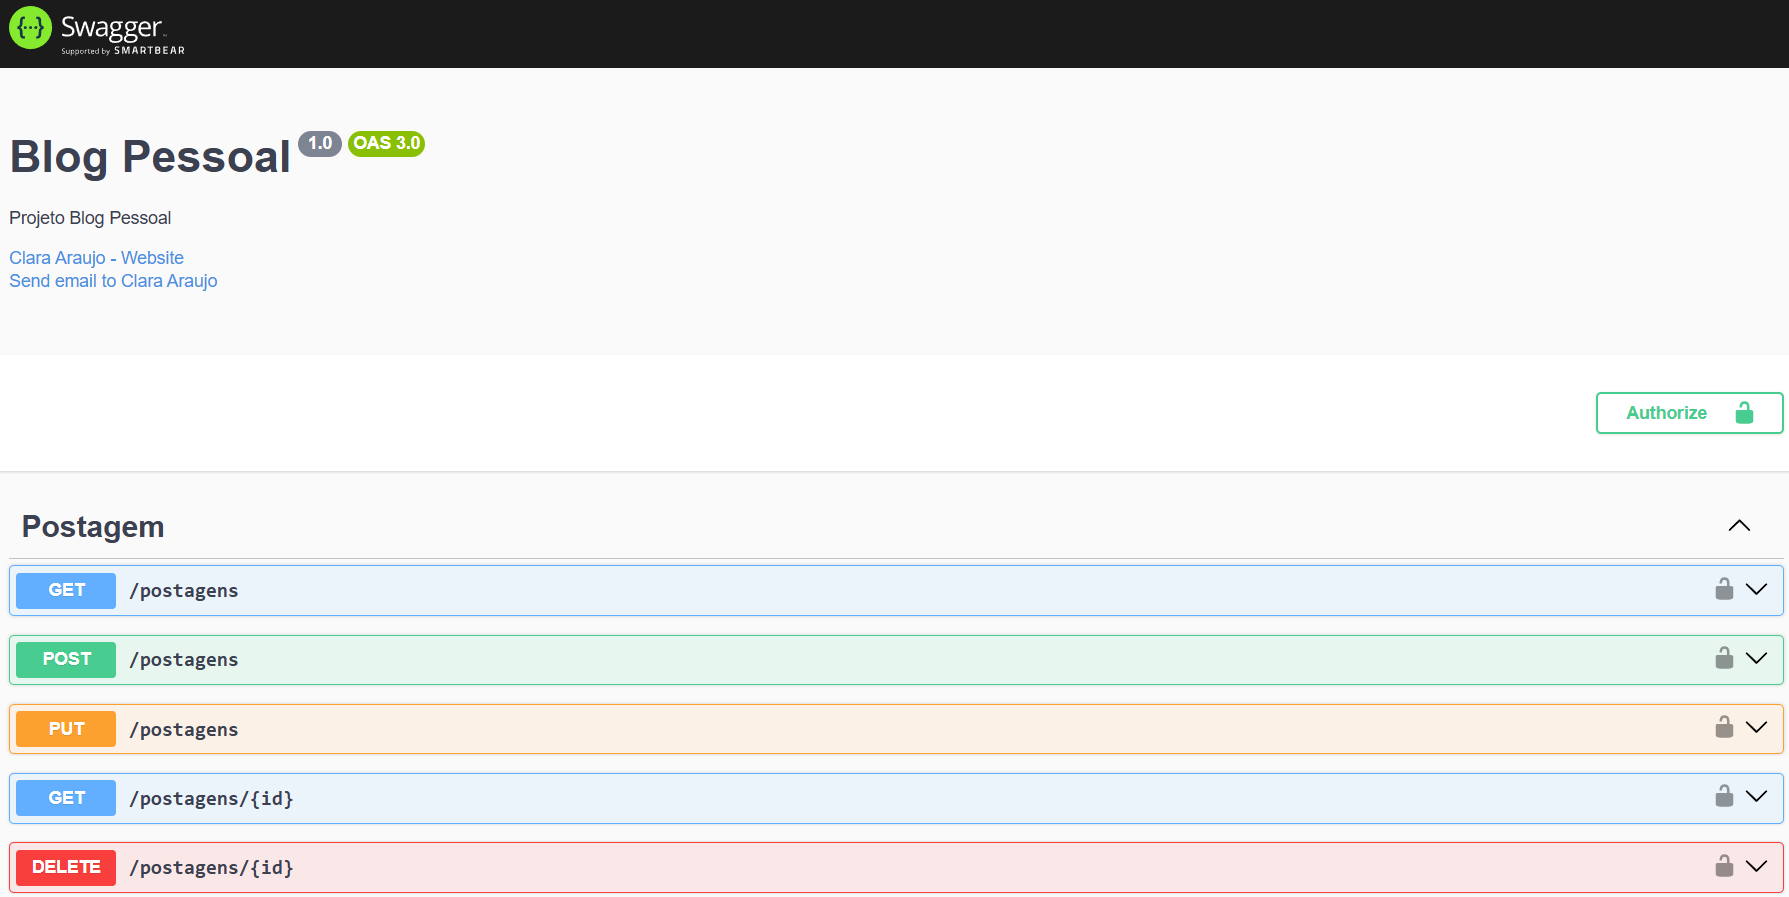 {...} Swagger
Supported by SMARTBEAR
Blog Pessoal 1.0 OAS 3.0
Projeto Blog Pessoal
Clara Araujo - Website
Send email to Clara Araujo
Authorize
Postagem
GET /postagens
POST /postagens
PUT /postagens
GET /postagens/{id}
DELETE /postagens/{id}